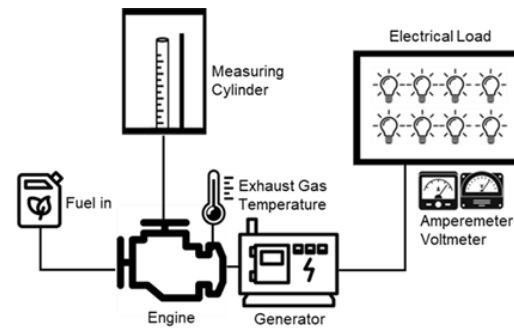 Electrical Load
Measuring
Cylinder
Fuel in
Exhaust Gas
Temperature
Amperemeter
Voltmeter
Engine
Generator